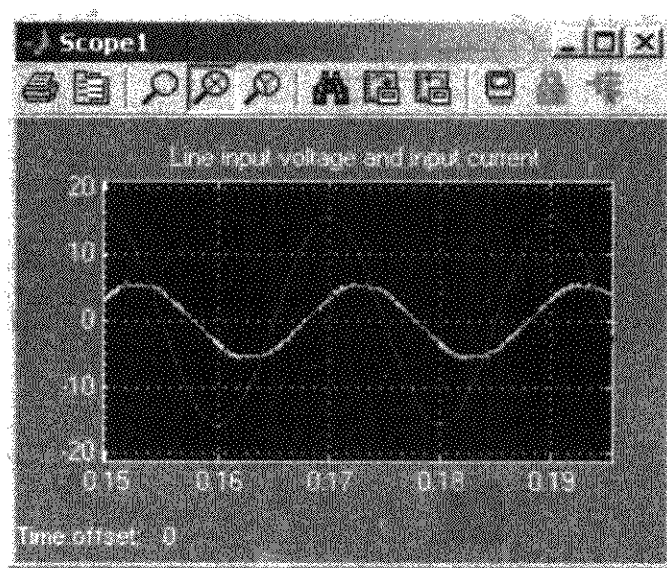 Scope1
Line input voltage and input current
20
10
0
-10
-20
0.15 0.16 0.17 0.18 0.19
Time offset: 0